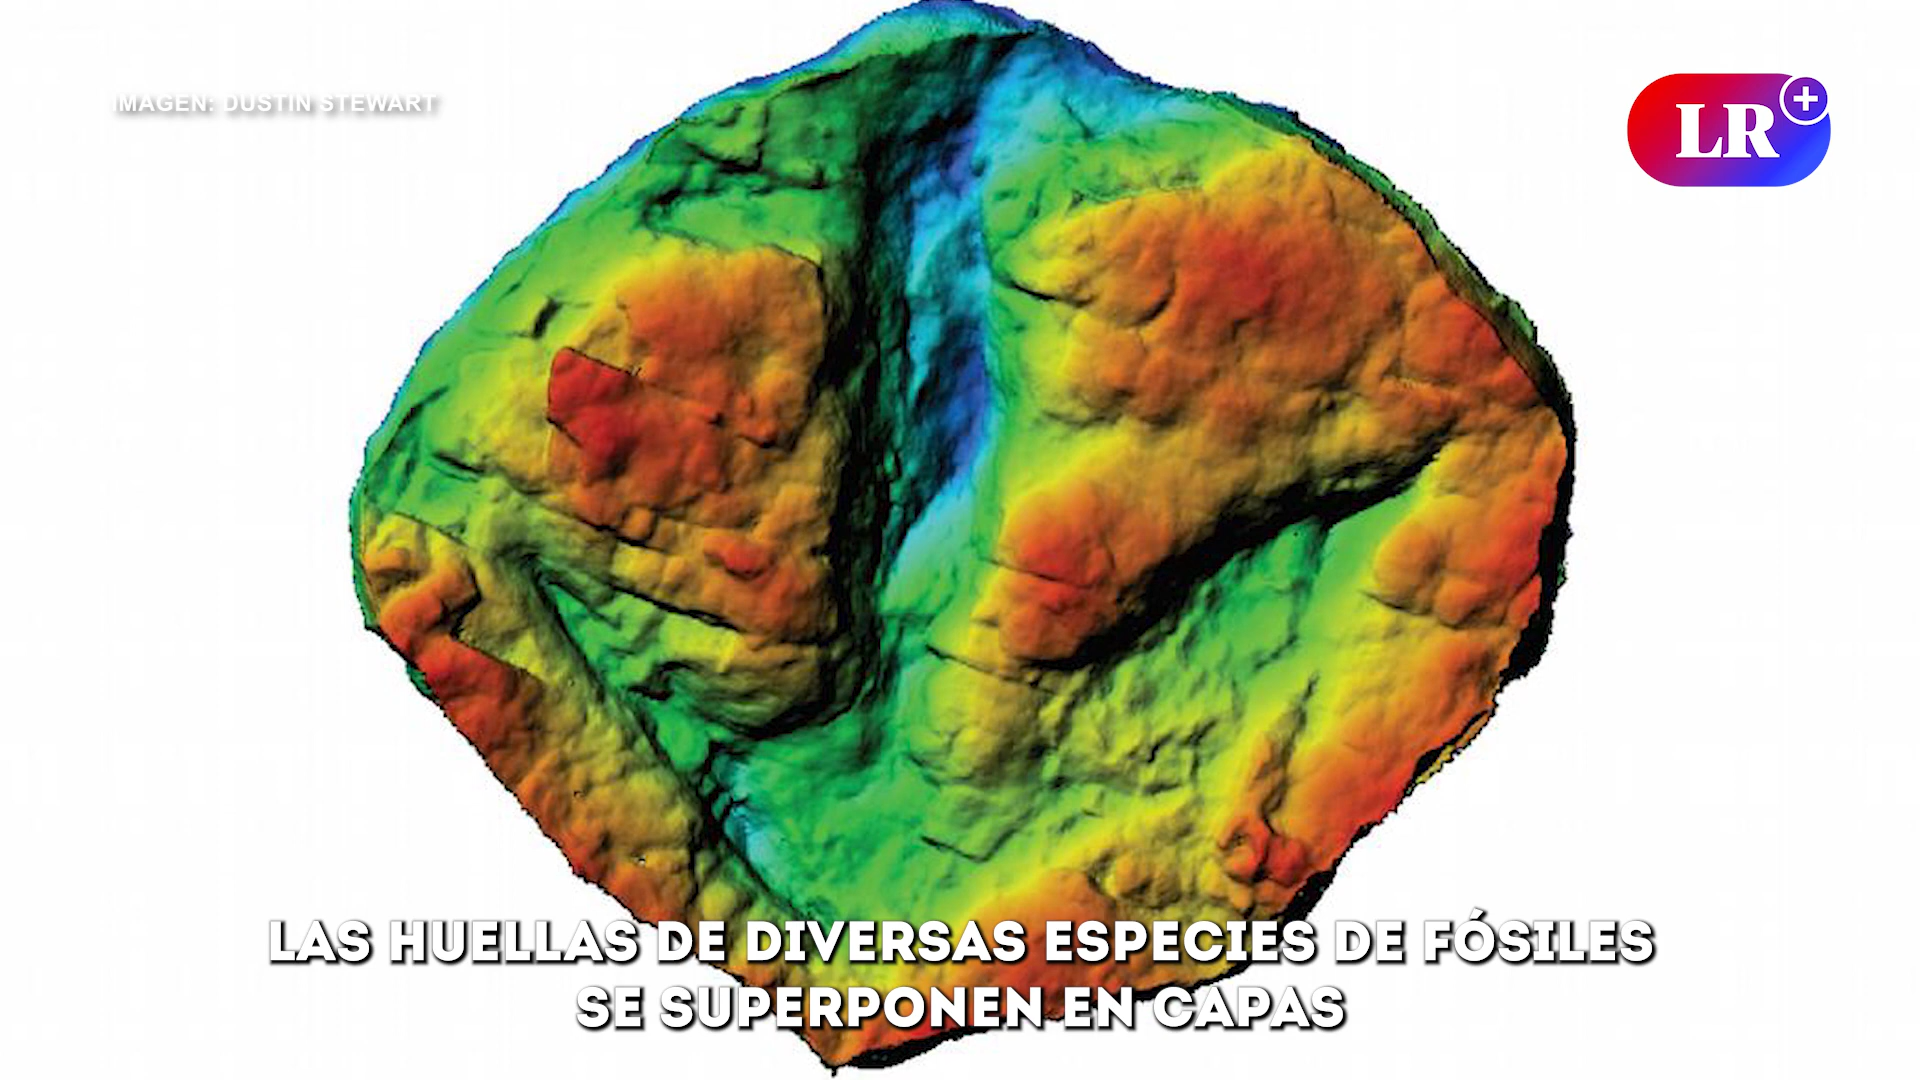 IMAGEN: DUSTIN STEWART
LR+
LAS HUELLAS DE DIVERSAS ESPECIES DE FÓSILES
SE SUPERPONEN EN CAPAS